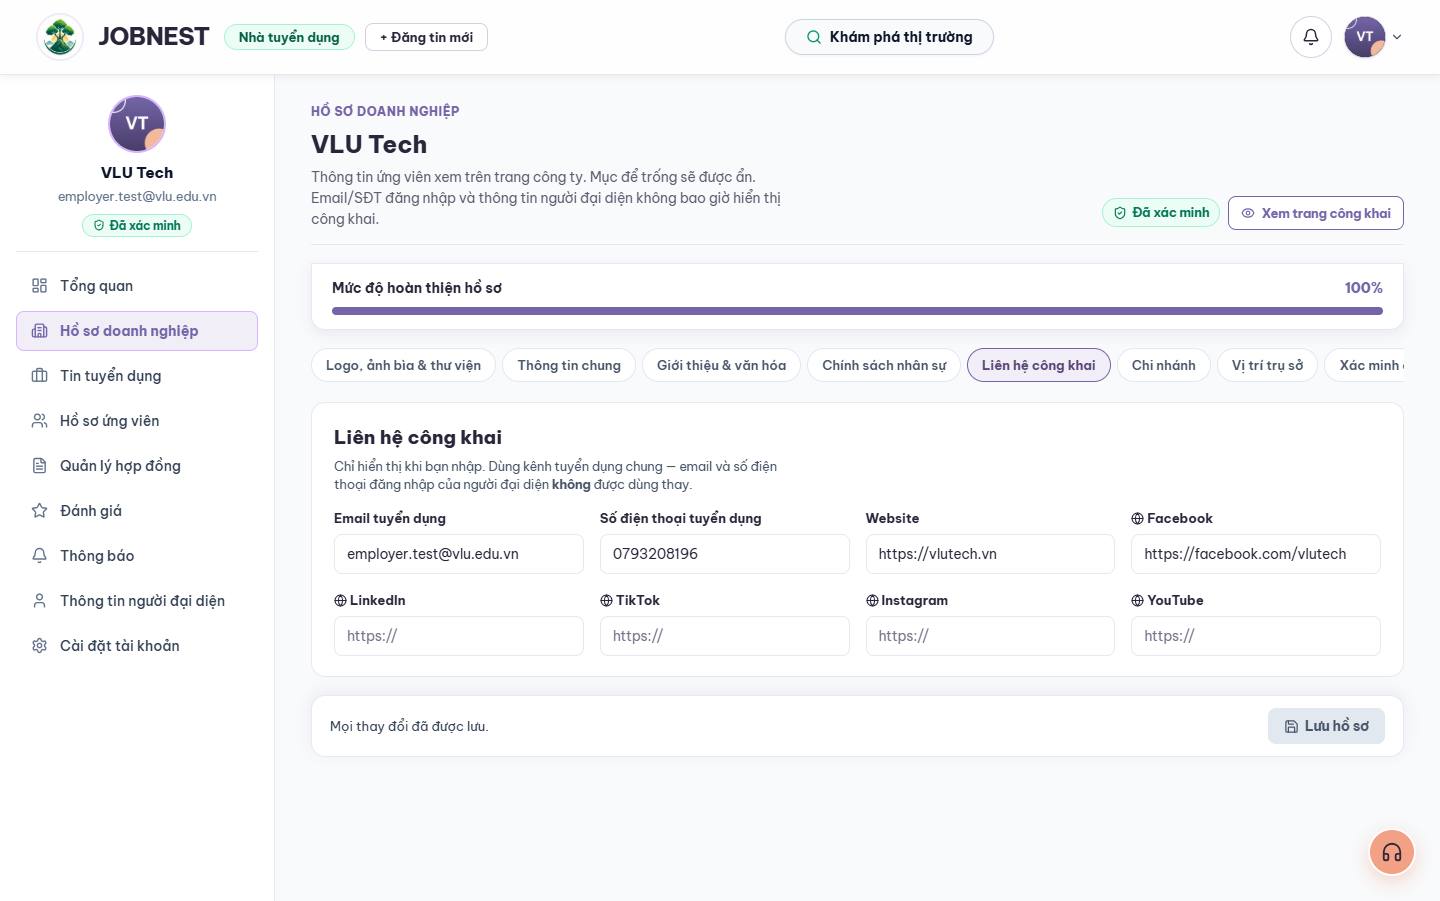 JOBNEST
Nhà tuyển dụng
+ Đăng tin mới
Khám phá thị trường
VT
VT
VLU Tech
employer.test@vlu.edu.vn
Đã xác minh
Tổng quan
Hồ sơ doanh nghiệp
Tin tuyển dụng
Hồ sơ ứng viên
Quản lý hợp đồng
Đánh giá
Thông báo
Thông tin người đại diện
Cài đặt tài khoản
HỒ SƠ DOANH NGHIỆP
VLU Tech
Thông tin ứng viên xem trên trang công ty. Mục để trống sẽ được ẩn.
Email/SĐT đăng nhập và thông tin người đại diện không bao giờ hiển thị
công khai.
Đã xác minh
Xem trang công khai
Mức độ hoàn thiện hồ sơ
100%
Logo, ảnh bìa & thư viện
Thông tin chung
Giới thiệu & văn hóa
Chính sách nhân sự
Liên hệ công khai
Chi nhánh
Vị trí trụ sở
Xác minh
Liên hệ công khai
Chỉ hiển thị khi bạn nhập. Dùng kênh tuyển dụng chung — email và số điện
thoại đăng nhập của người đại diện không được dùng thay.
Email tuyển dụng
Số điện thoại tuyển dụng
Website
Facebook
employer.test@vlu.edu.vn
0793208196
https://vlutech.vn
https://facebook.com/vlutech
LinkedIn
TikTok
Instagram
YouTube
https://
https://
https://
https://
Mọi thay đổi đã được lưu.
Lưu hồ sơ